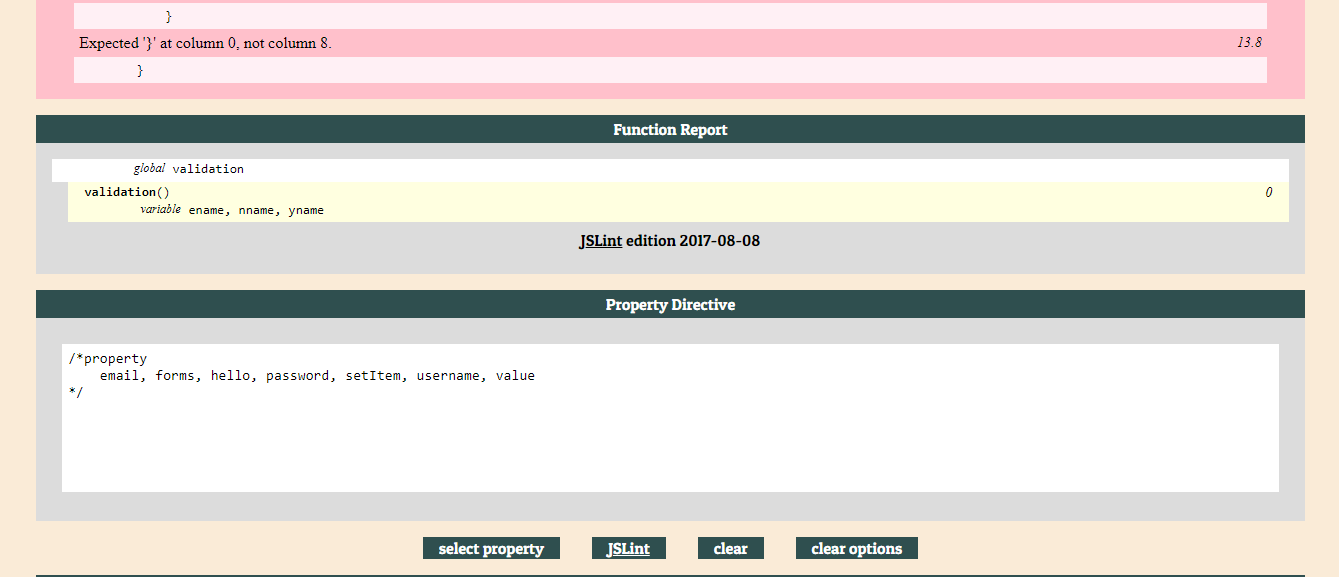 }
Expected '}' at column 0, not column 8.
13.8
}
Function Report
global validation
validation()
0
variable ename, nname, yname
JSLint edition 2017-08-08
Property Directive
/*property
    email, forms, hello, password, setItem, username, value
*/
select property
JSLint
clear
clear options